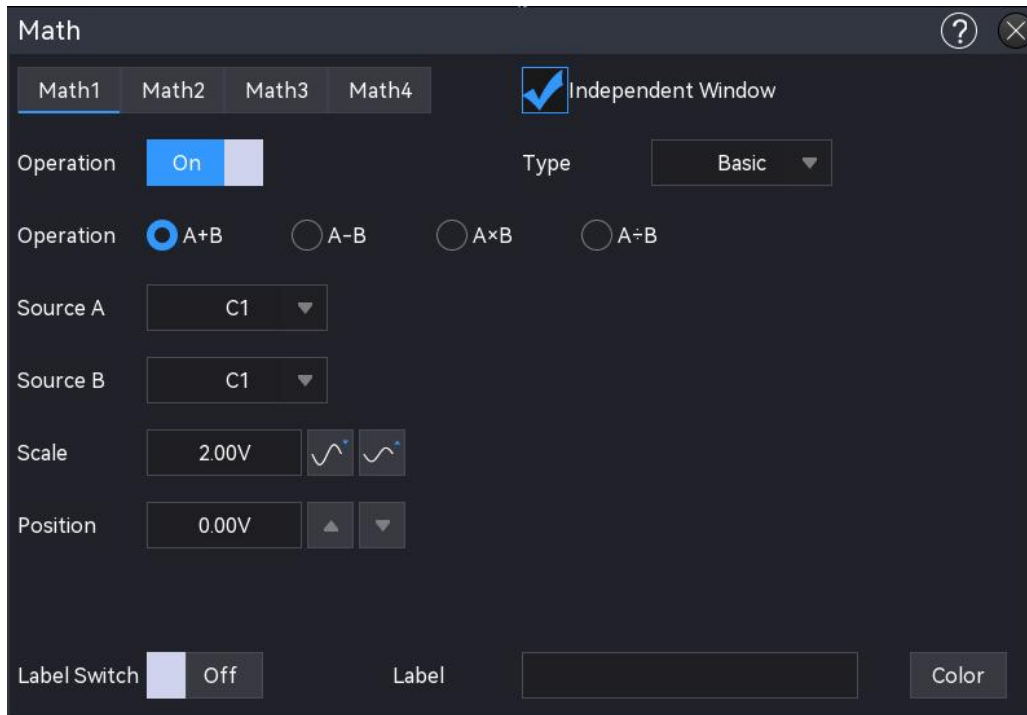 Math
?
Math1 Math2 Math3 Math4 Independent Window
Operation On Type Basic
Operation A+B A-B A×B A÷B
Source A C1
Source B C1
Scale 2.00V
Position 0.00V
Label Switch Off Label Color